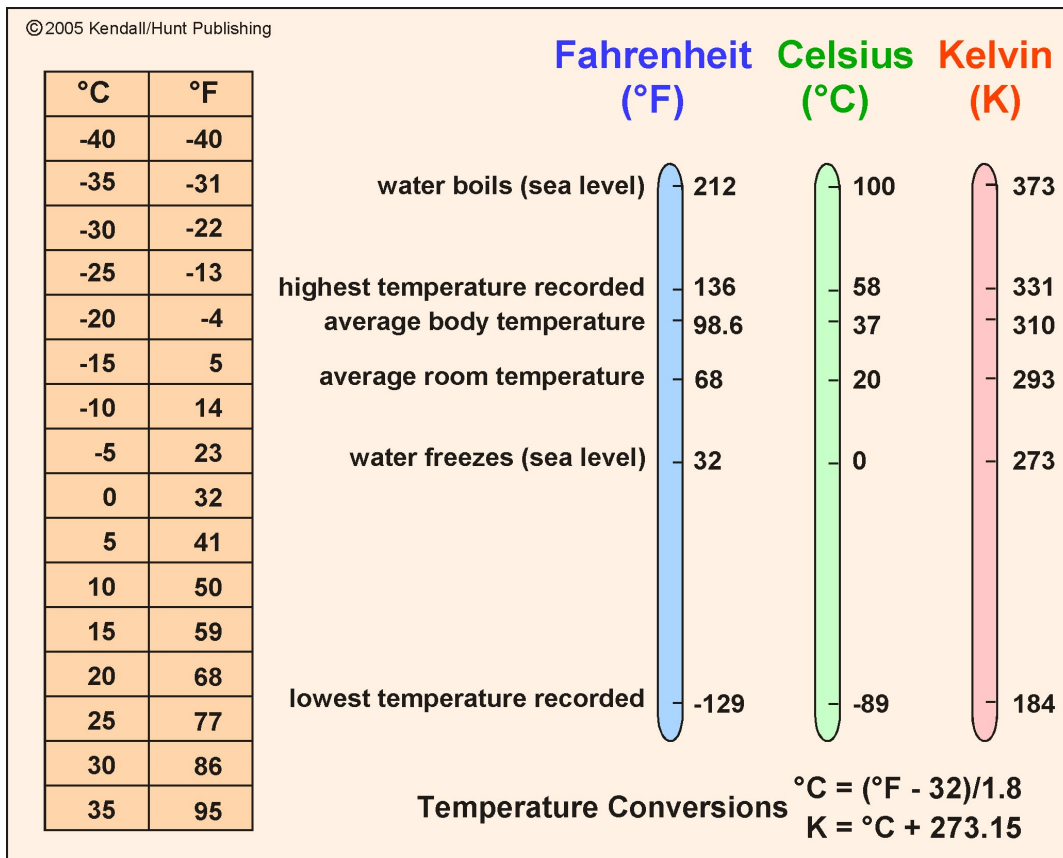 ©2005 Kendall/Hunt Publishing
°C °F
-40 -40
-35 -31
-30 -22
-25 -13
-20 -4
-15 5
-10 14
-5 23
0 32
5 41
10 50
15 59
20 68
25 77
30 86
35 95
Fahrenheit Celsius Kelvin
(°F) (°C) (K)
water boils (sea level) 212 100 373
highest temperature recorded 136 58 331
average body temperature 98.6 37 310
average room temperature 68 20 293
water freezes (sea level) 32 0 273
lowest temperature recorded -129 -89 184
Temperature Conversions
°C = (°F - 32)/1.8
K = °C + 273.15